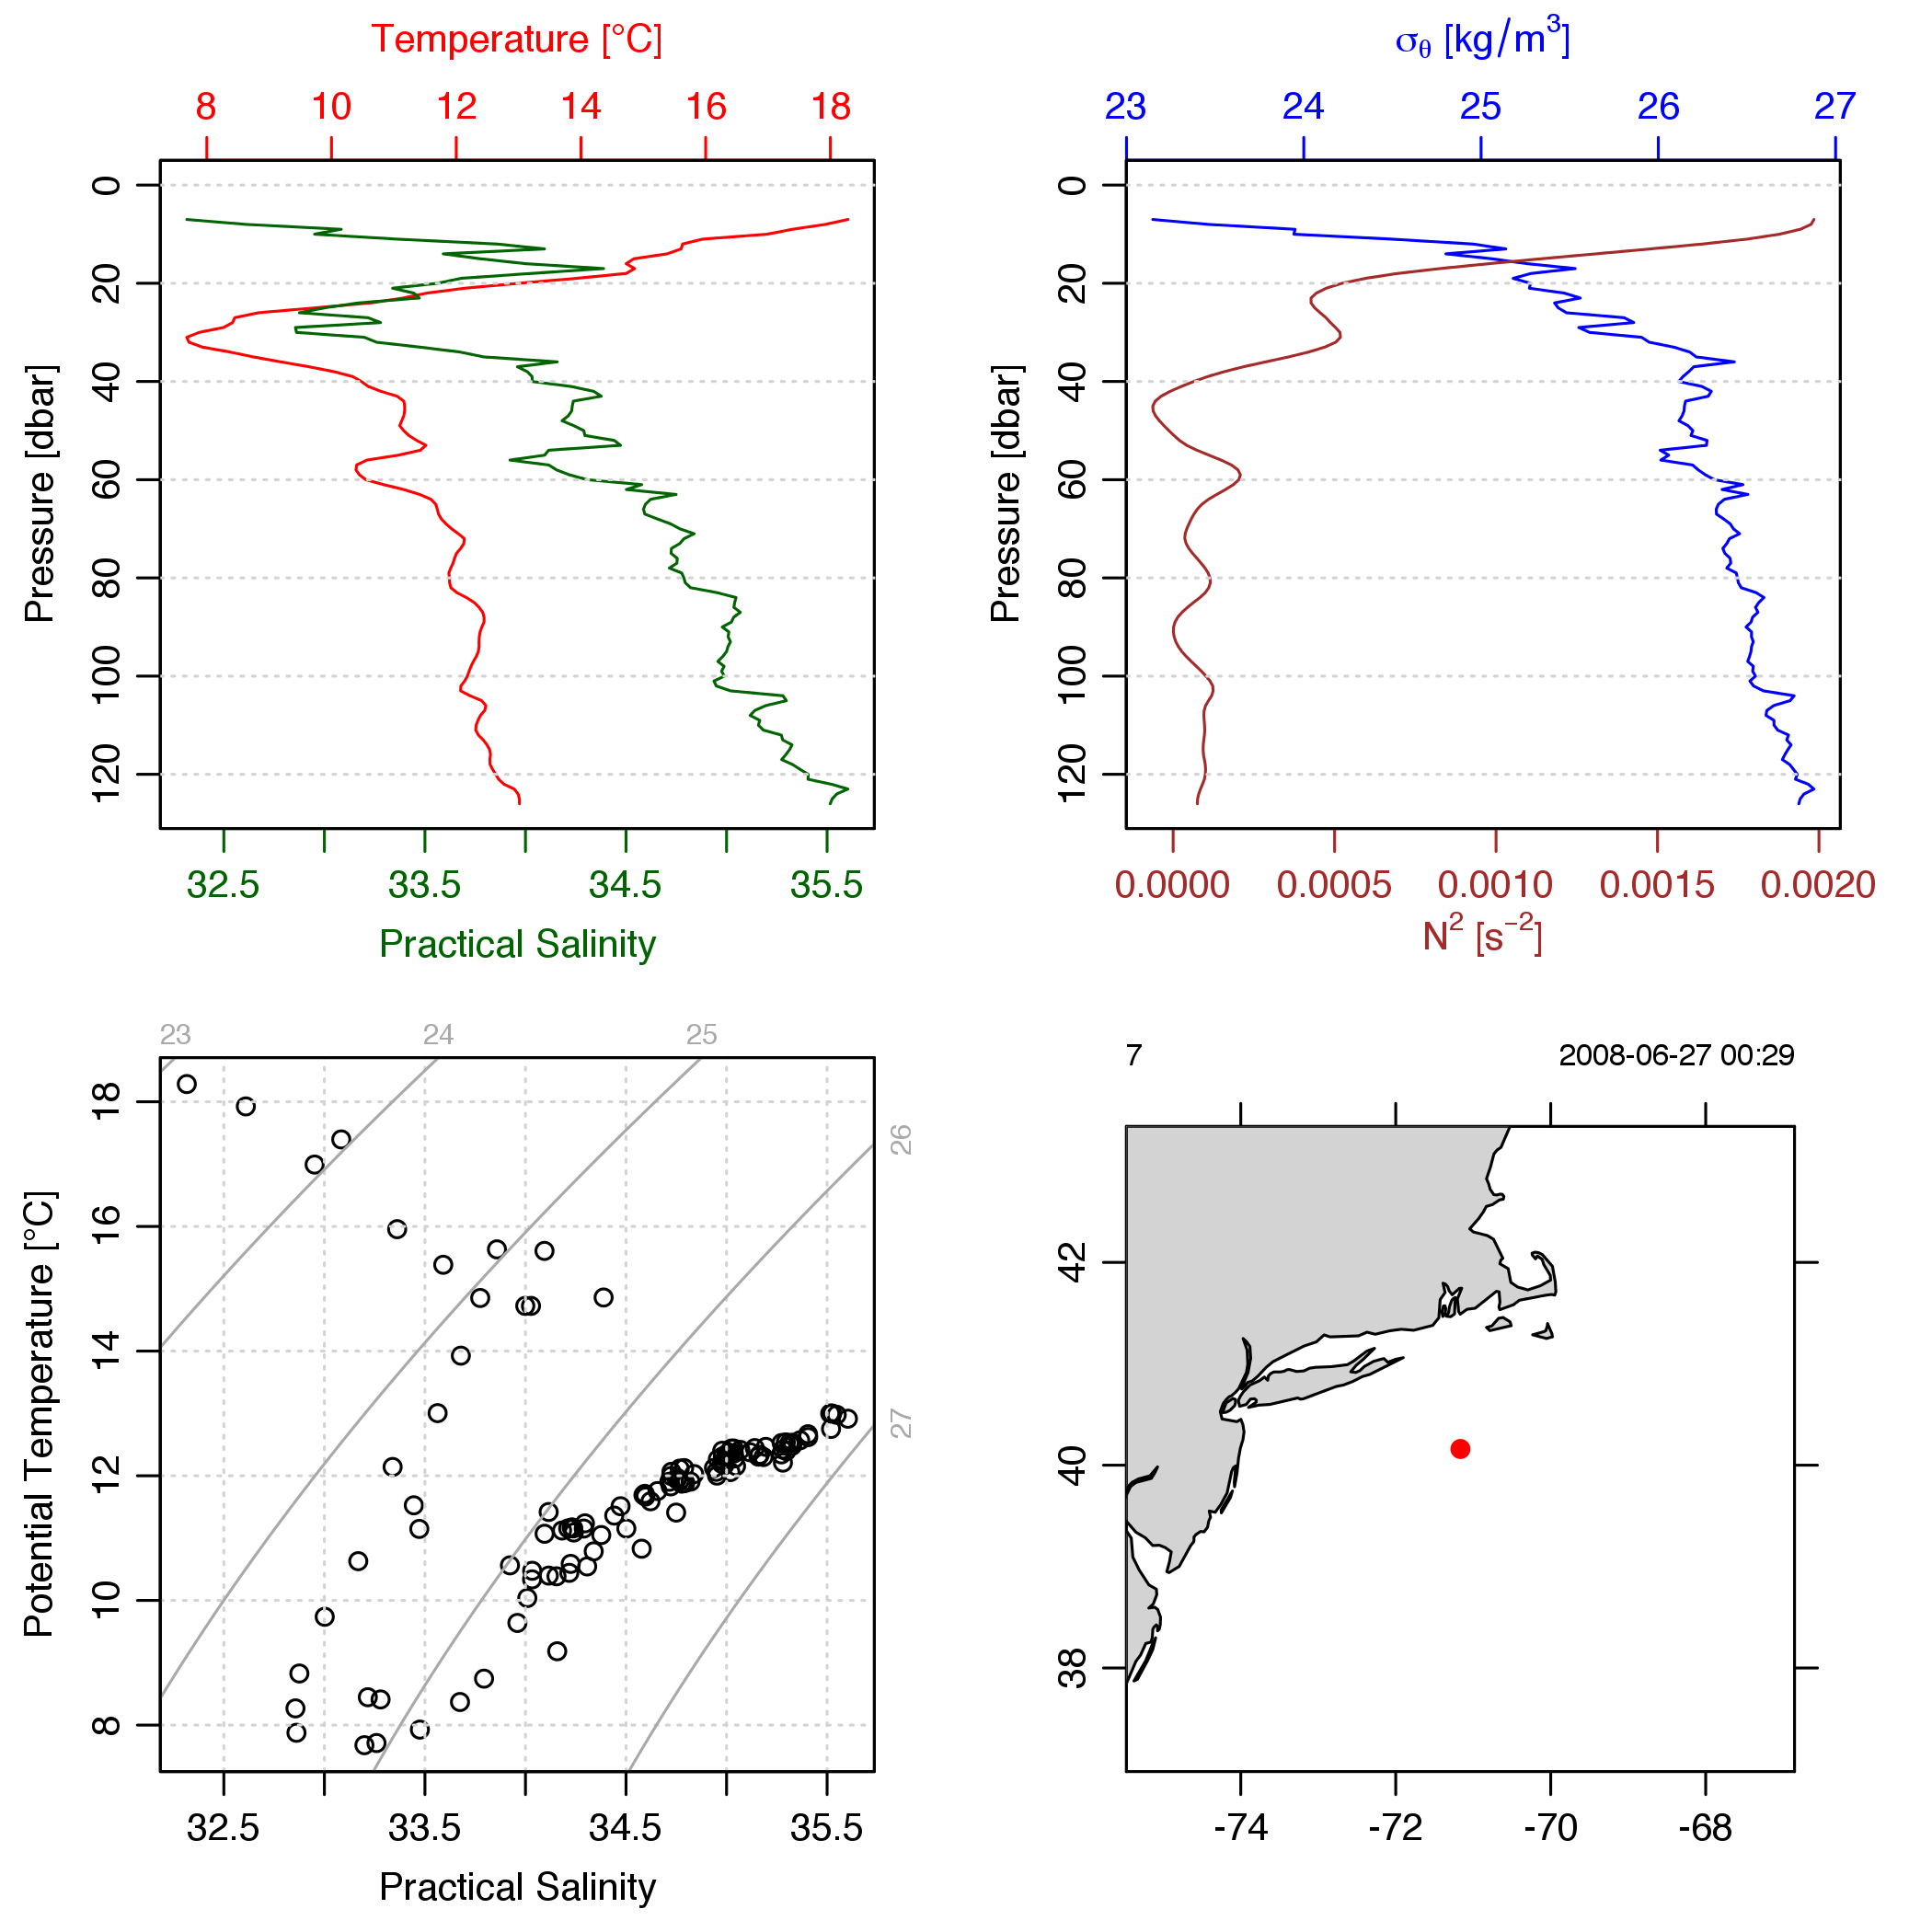 Temperature [°C]
8 10 12 14 16 18
Pressure [dbar]
0 20 40 60 80 100 120
32.5 33.5 34.5 35.5
Practical Salinity
σθ [kg/m³]
23 24 25 26 27
Pressure [dbar]
0 20 40 60 80 100 120
0.00000 0.00005 0.0010 0.0015 0.0020
N² [s⁻²]
23 24 25
26
27
Potential Temperature [°C]
18 16 14 12 10 8
32.5 33.5 34.5 35.5
Practical Salinity
7 2008-06-27 00:29
42 40 38
-74 -72 -70 -68